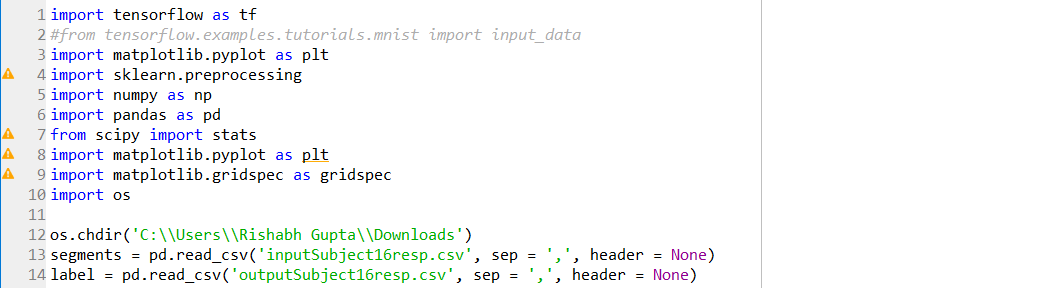 1 import tensorflow as tf
2 #from tensorflow.examples.tutorials.mnist import input_data
3 import matplotlib.pyplot as plt
4 import sklearn.preprocessing
5 import numpy as np
6 import pandas as pd
7 from scipy import stats
8 import matplotlib.pyplot as plt
9 import matplotlib.gridspec as gridspec
10 import os
11
12 os.chdir('C:\\Users\\Rishabh Gupta\\Downloads')
13 segments = pd.read_csv('inputSubject16resp.csv', sep = ',', header = None)
14 label = pd.read_csv('outputSubject16resp.csv', sep = ',', header = None)